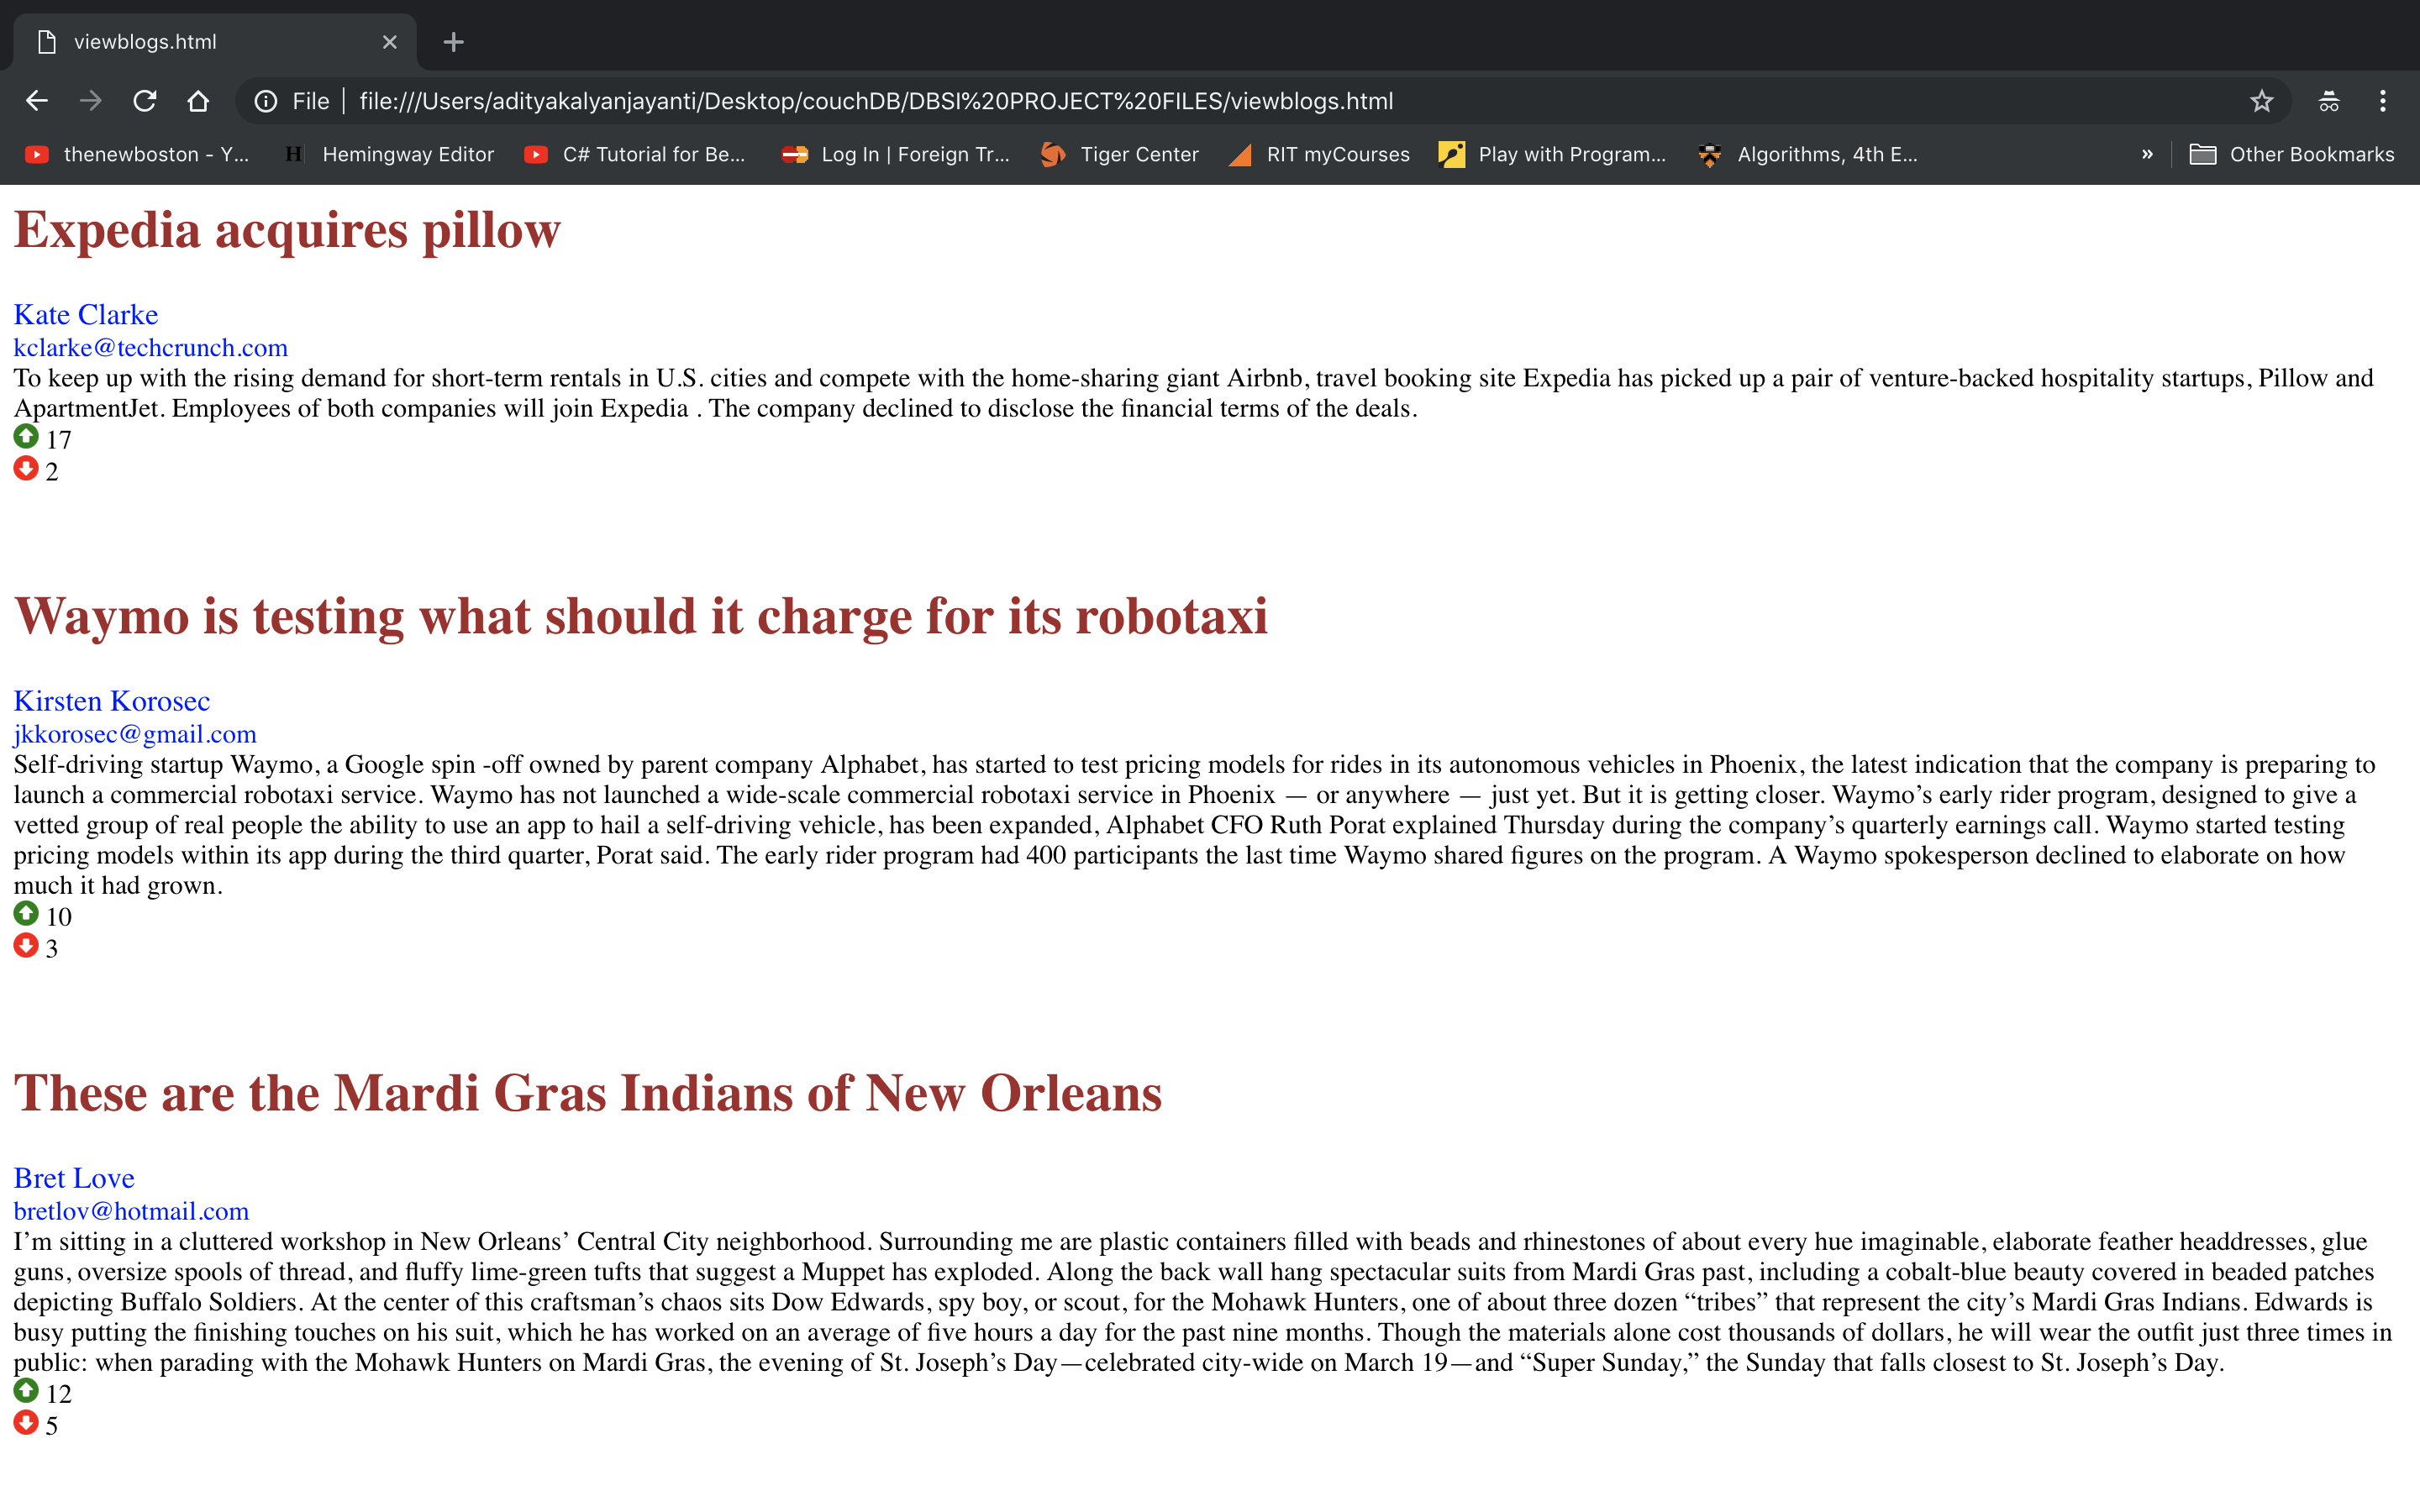 viewblogs.html
File file:///Users/adityakalyanjayanti/Desktop/couchDB/DBSI%20PROJECT%20FILES/viewblogs.html
thenewboston - Y... H Hemingway Editor C# Tutorial for Be... Log In | Foreign Tr... Tiger Center RIT myCourses Play with Program... Algorithms, 4th E... » Other Bookmarks
Expedia acquires pillow
Kate Clarke
kclarke@techcrunch.com
To keep up with the rising demand for short-term rentals in U.S. cities and compete with the home-sharing giant Airbnb, travel booking site Expedia has picked up a pair of venture-backed hospitality startups, Pillow and
ApartmentJet. Employees of both companies will join Expedia . The company declined to disclose the financial terms of the deals.
17
2
Waymo is testing what should it charge for its robotaxi
Kirsten Korosec
jkkorosec@gmail.com
Self-driving startup Waymo, a Google spin -off owned by parent company Alphabet, has started to test pricing models for rides in its autonomous vehicles in Phoenix, the latest indication that the company is preparing to
launch a commercial robotaxi service. Waymo has not launched a wide-scale commercial robotaxi service in Phoenix — or anywhere — just yet. But it is getting closer. Waymo’s early rider program, designed to give a
vetted group of real people the ability to use an app to hail a self-driving vehicle, has been expanded, Alphabet CFO Ruth Porat explained Thursday during the company’s quarterly earnings call. Waymo started testing
pricing models within its app during the third quarter, Porat said. The early rider program had 400 participants the last time Waymo shared figures on the program. A Waymo spokesperson declined to elaborate on how
much it had grown.
10
3
These are the Mardi Gras Indians of New Orleans
Bret Love
bretlov@hotmail.com
I’m sitting in a cluttered workshop in New Orleans’ Central City neighborhood. Surrounding me are plastic containers filled with beads and rhinestones of about every hue imaginable, elaborate feather headdresses, glue
guns, oversize spools of thread, and fluffy lime-green tufts that suggest a Muppet has exploded. Along the back wall hang spectacular suits from Mardi Gras past, including a cobalt-blue beauty covered in beaded patches
depicting Buffalo Soldiers. At the center of this craftsman’s chaos sits Dow Edwards, spy boy, or scout, for the Mohawk Hunters, one of about three dozen “tribes” that represent the city’s Mardi Gras Indians. Edwards is
busy putting the finishing touches on his suit, which he has worked on an average of five hours a day for the past nine months. Though the materials alone cost thousands of dollars, he will wear the outfit just three times in
public: when parading with the Mohawk Hunters on Mardi Gras, the evening of St. Joseph’s Day—celebrated city-wide on March 19—and “Super Sunday,” the Sunday that falls closest to St. Joseph’s Day.
12
5